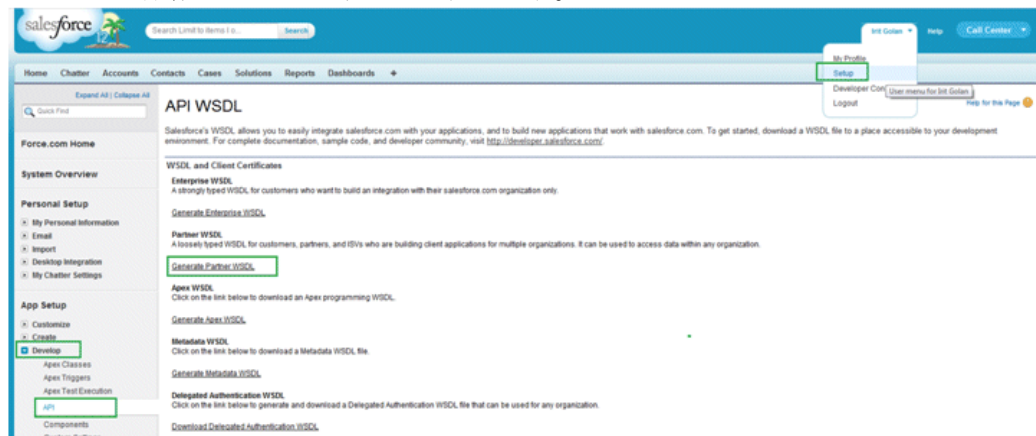 salesforce
12
Search Limit to items I o...
Search
Irit Golan
Help
Call Center
My Profile
Setup
Developer Con
Logout
User menu for Irit Golan
Help for this Page
Home Chatter Accounts Contacts Cases Solutions Reports Dashboards +
Expand All | Collapse All
Quick Find
Force.com Home
System Overview
Personal Setup
My Personal Information
Email
Import
Desktop Integration
My Chatter Settings
App Setup
Customize
Create
Develop
Apex Classes
Apex Triggers
Apex Test Execution
API
Components
API WSDL
Salesforce's WSDL allows you to easily integrate salesforce.com with your applications, and to build new applications that work with salesforce.com. To get started, download a WSDL file to a place accessible to your development
environment. For complete documentation, sample code, and developer community, visit http://developer.salesforce.com/.
WSDL and Client Certificates
Enterprise WSDL
A strongly typed WSDL for customers who want to build an integration with their salesforce.com organization only.
Generate Enterprise WSDL
Partner WSDL
A loosely typed WSDL for customers, partners, and ISVs who are building client applications for multiple organizations. It can be used to access data within any organization.
Generate Partner WSDL
Apex WSDL
Click on the link below to download an Apex programming WSDL.
Generate Apex WSDL
Metadata WSDL
Click on the link below to download a Metadata WSDL file.
Generate Metadata WSDL
Delegated Authentication WSDL
Click on the link below to generate and download a Delegated Authentication WSDL file that can be used for any organization.
Download Delegated Authentication WSDL